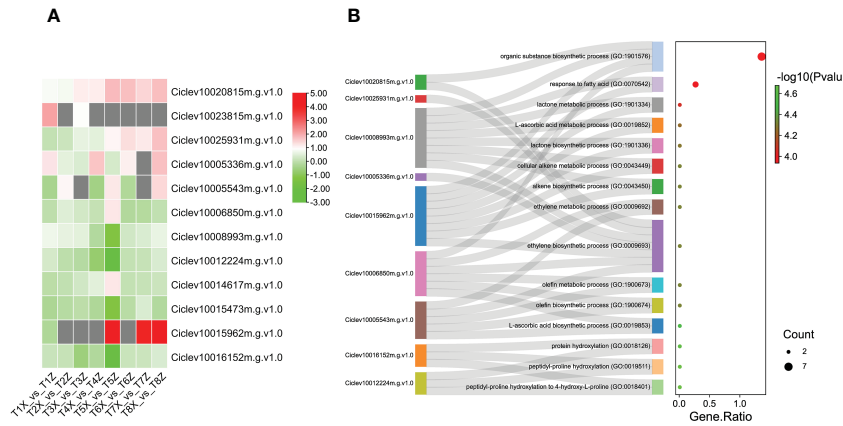 A
B
Ciclev10020815m.g.v1.0
Ciclev10023815m.g.v1.0
Ciclev10025931m.g.v1.0
Ciclev10005336m.g.v1.0
Ciclev10005543m.g.v1.0
Ciclev10006850m.g.v1.0
Ciclev10008993m.g.v1.0
Ciclev10012224m.g.v1.0
Ciclev10014617m.g.v1.0
Ciclev10015473m.g.v1.0
Ciclev10015962m.g.v1.0
Ciclev10016152m.g.v1.0
T1X_vs_T1Z
T2X_vs_T2Z
T3X_vs_T3Z
T4X_vs_T4Z
T5X_vs_T5Z
T6X_vs_T6Z
T7X_vs_T7Z
T8X_vs_T8Z
5.00
4.00
3.00
2.00
1.00
0.00
-1.00
-2.00
-3.00
Ciclev10020815m.g.v1.0
Ciclev10025931m.g.v1.0
Ciclev10008993m.g.v1.0
Ciclev10005336m.g.v1.0
Ciclev10015962m.g.v1.0
Ciclev10006850m.g.v1.0
Ciclev10005543m.g.v1.0
Ciclev10016152m.g.v1.0
Ciclev10012224m.g.v1.0
organic substance biosynthetic process (GO:1901576)
response to fatty acid (GO:0070542)
lactone metabolic process (GO:1901334)
L-ascorbic acid metabolic process (GO:0019852)
lactone biosynthetic process (GO:1901336)
cellular alkene metabolic process (GO:0043449)
alkene biosynthetic process (GO:0043450)
ethylene metabolic process (GO:0009692)
ethylene biosynthetic process (GO:0009693)
olefin metabolic process (GO:1900673)
olefin biosynthetic process (GO:1900674)
L-ascorbic acid biosynthetic process (GO:0019853)
protein hydroxylation (GO:0018126)
peptidyl-proline hydroxylation (GO:0019511)
peptidyl-proline hydroxylation to 4-hydroxy-L-proline (GO:0018401)
0.0
0.5
1.0
Gene.Ratio
-log10(Pvalu
4.6
4.4
4.2
4.0
Count
2
7